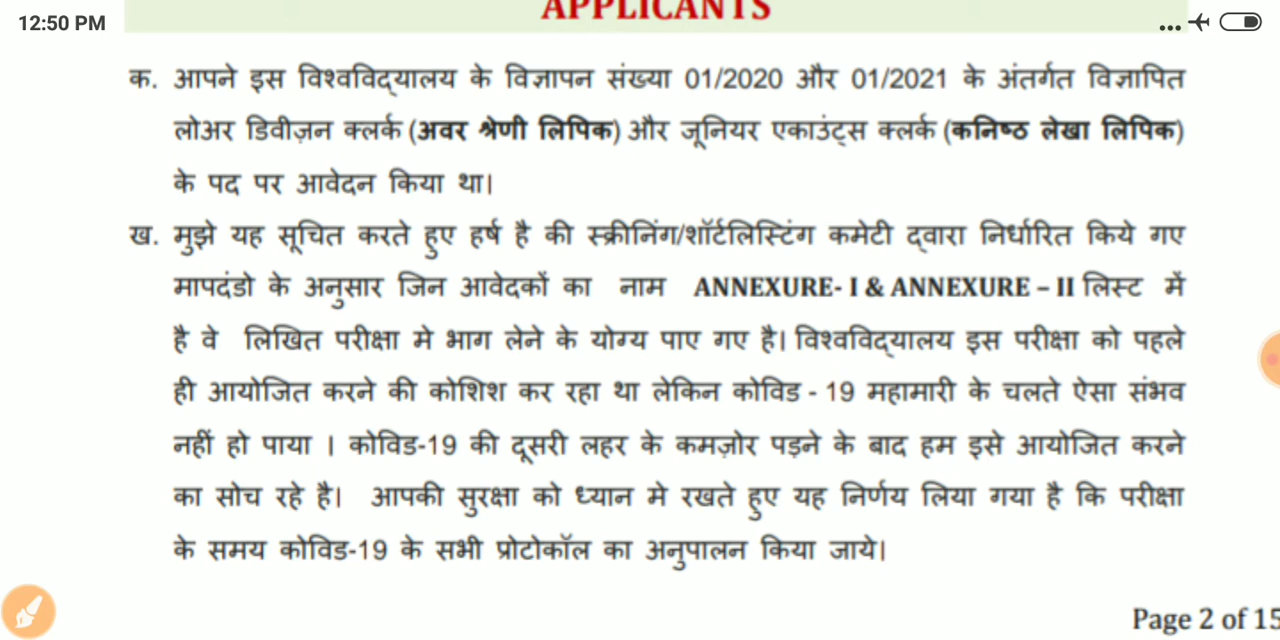 12:50 PM
APPLICANTS
क. आपने इस विश्वविद्यालय के विज्ञापन संख्या 01/2020 और 01/2021 के अंतर्गत विज्ञापित
लोअर डिवीज़न क्लर्क (अवर श्रेणी लिपिक) और जूनियर एकाउंट्स क्लर्क (कनिष्ठ लेखा लिपिक)
के पद पर आवेदन किया था।
ख. मुझे यह सूचित करते हुए हर्ष है की स्क्रीनिंग/शॉर्टलिस्टिंग कमेटी द्वारा निर्धारित किये गए
मापदंडो के अनुसार जिन आवेदकों का नाम ANNEXURE- I & ANNEXURE – II लिस्ट में
है वे लिखित परीक्षा मे भाग लेने के योग्य पाए गए है। विश्वविद्यालय इस परीक्षा को पहले
ही आयोजित करने की कोशिश कर रहा था लेकिन कोविड - 19 महामारी के चलते ऐसा संभव
नहीं हो पाया । कोविड-19 की दूसरी लहर के कमज़ोर पड़ने के बाद हम इसे आयोजित करने
का सोच रहे है। आपकी सुरक्षा को ध्यान मे रखते हुए यह निर्णय लिया गया है कि परीक्षा
के समय कोविड-19 के सभी प्रोटोकॉल का अनुपालन किया जाये।
Page 2 of 15